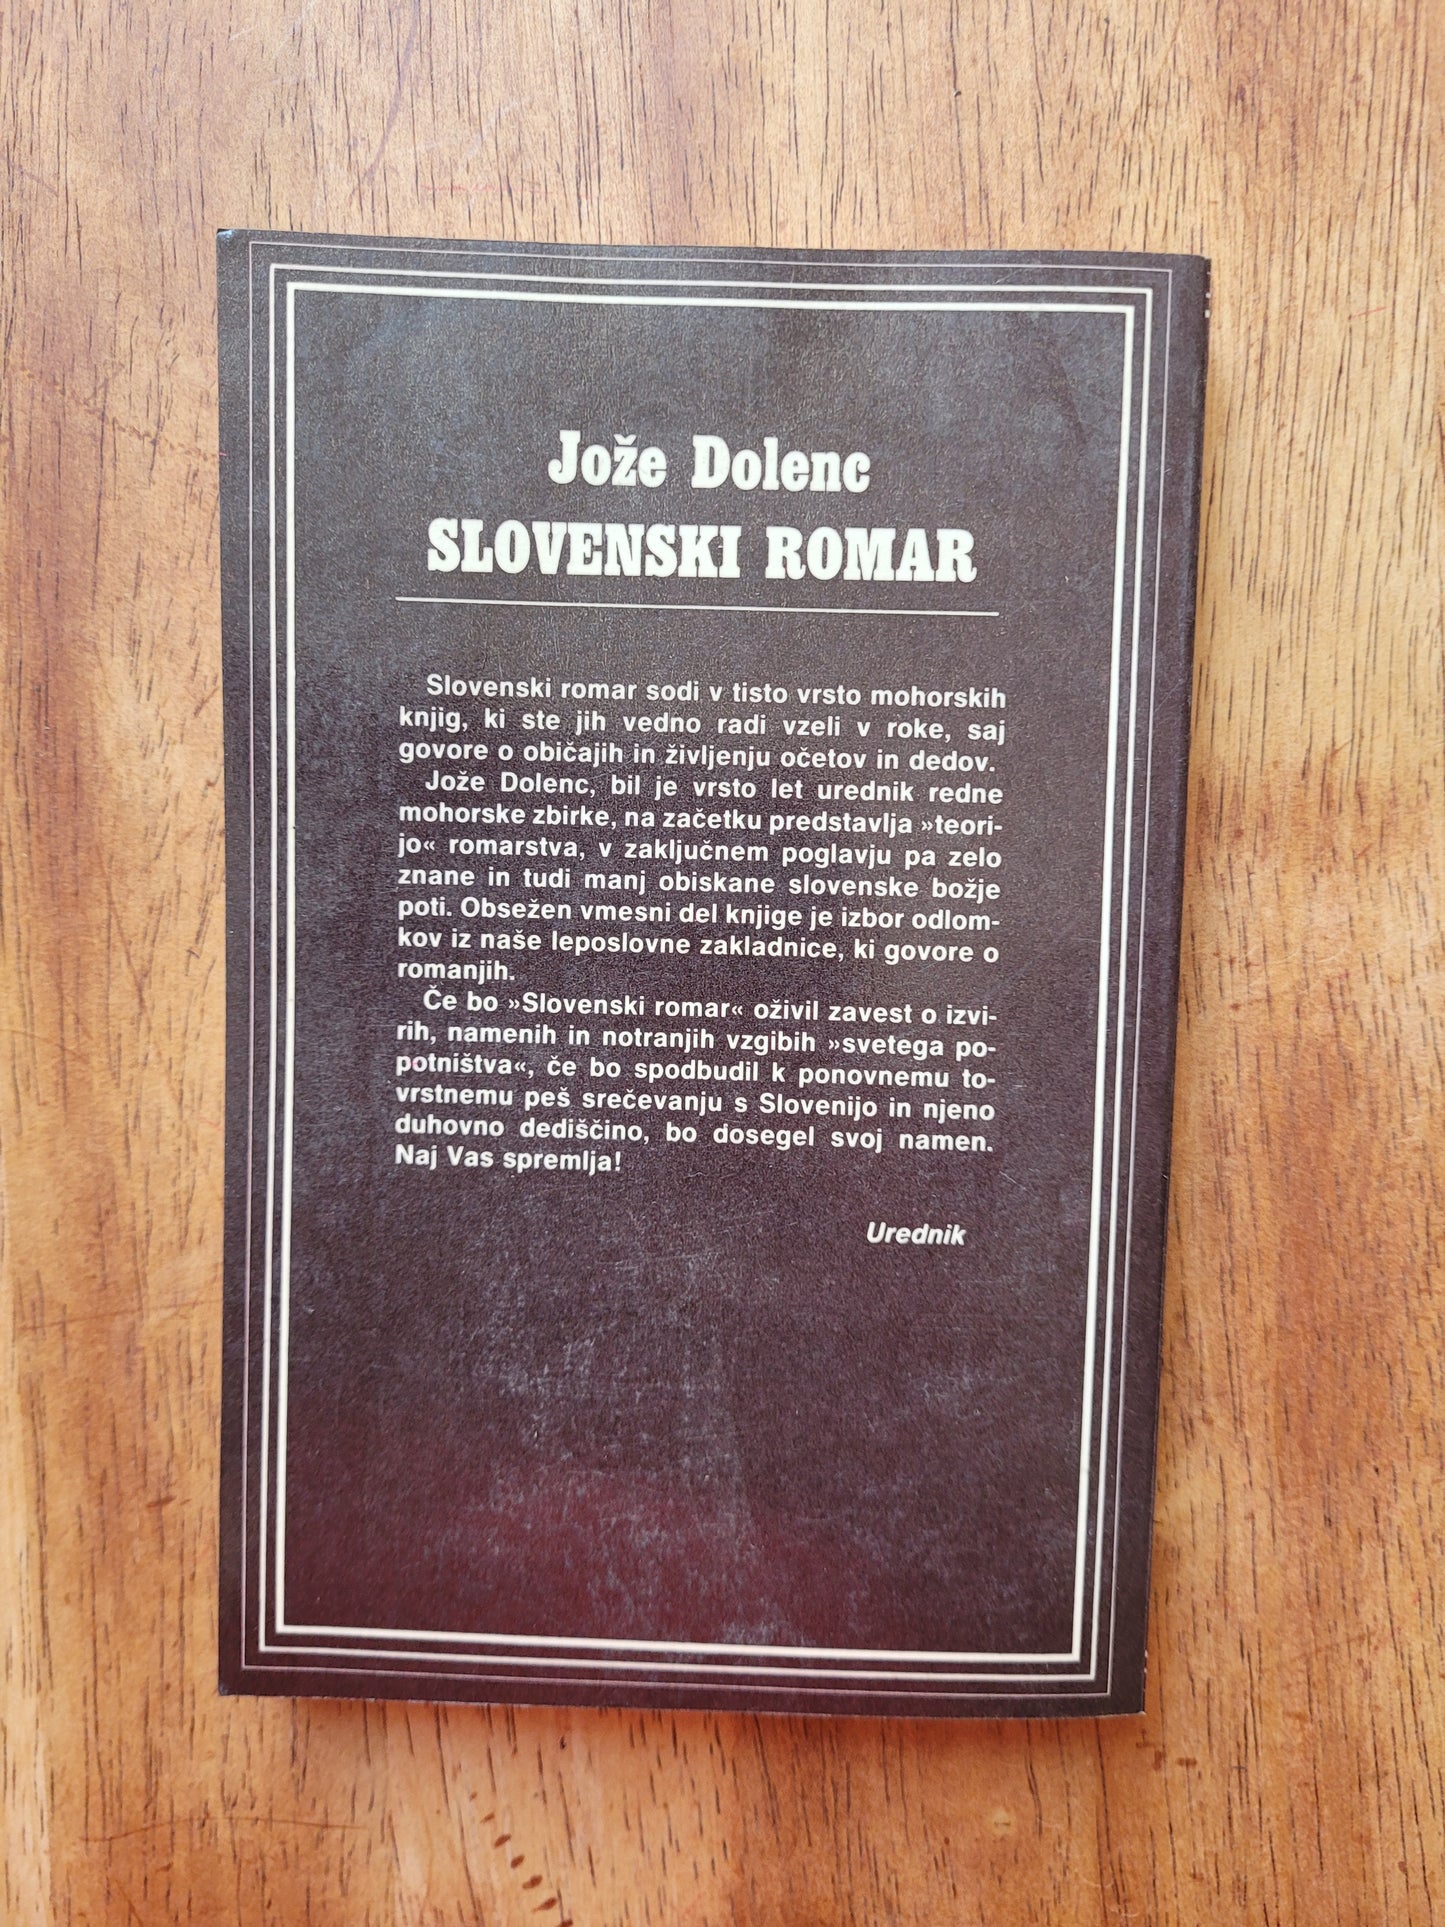 Jože Dolenc
SLOVENSKI ROMAR
Slovenski romar sodi v tisto vrsto mohorskih
knjig, ki ste jih vedno radi vzeli v roke, saj
govore o običajih in življenju očetov in dedov.
Jože Dolenc, bil je vrsto let urednik redne
mohorske zbirke, na začetku predstavlja »teori-
jo« romarstva, v zaključnem poglavju pa zelo
znane in tudi manj obiskane slovenske božje
poti. Obsežen vmesni del knjige je izbor odlom-
kov iz naše leposlovne zakladnice, ki govore o
romanjih.
Če bo »Slovenski romar« oživil zavest o izvi-
rih, namenih in notranjih vzgibih »svetega po-
potništva«, če bo spodbudil k ponovnemu to-
vrstnemu peš srečevanju s Slovenijo in njeno
duhovno dediščino, bo dosegel svoj namen.
Naj Vas spremlja!
Urednik